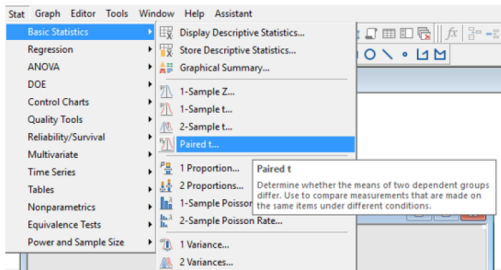 Stat Graph Editor Tools Window Help Assistant
Basic Statistics
Regression
ANOVA
DOE
Control Charts
Quality Tools
Reliability/Survival
Multivariate
Time Series
Tables
Nonparametrics
Equivalence Tests
Power and Sample Size
Display Descriptive Statistics...
Store Descriptive Statistics...
Graphical Summary...
1-Sample Z...
1-Sample t...
2-Sample t...
Paired t...
1 Proportion...
2 Proportions...
1-Sample Poisson
2-Sample Poisson Rate...
1 Variance...
2 Variances...
Paired t
Determine whether the means of two dependent groups
differ. Use to compare measurements that are made on
the same items under different conditions.
fx